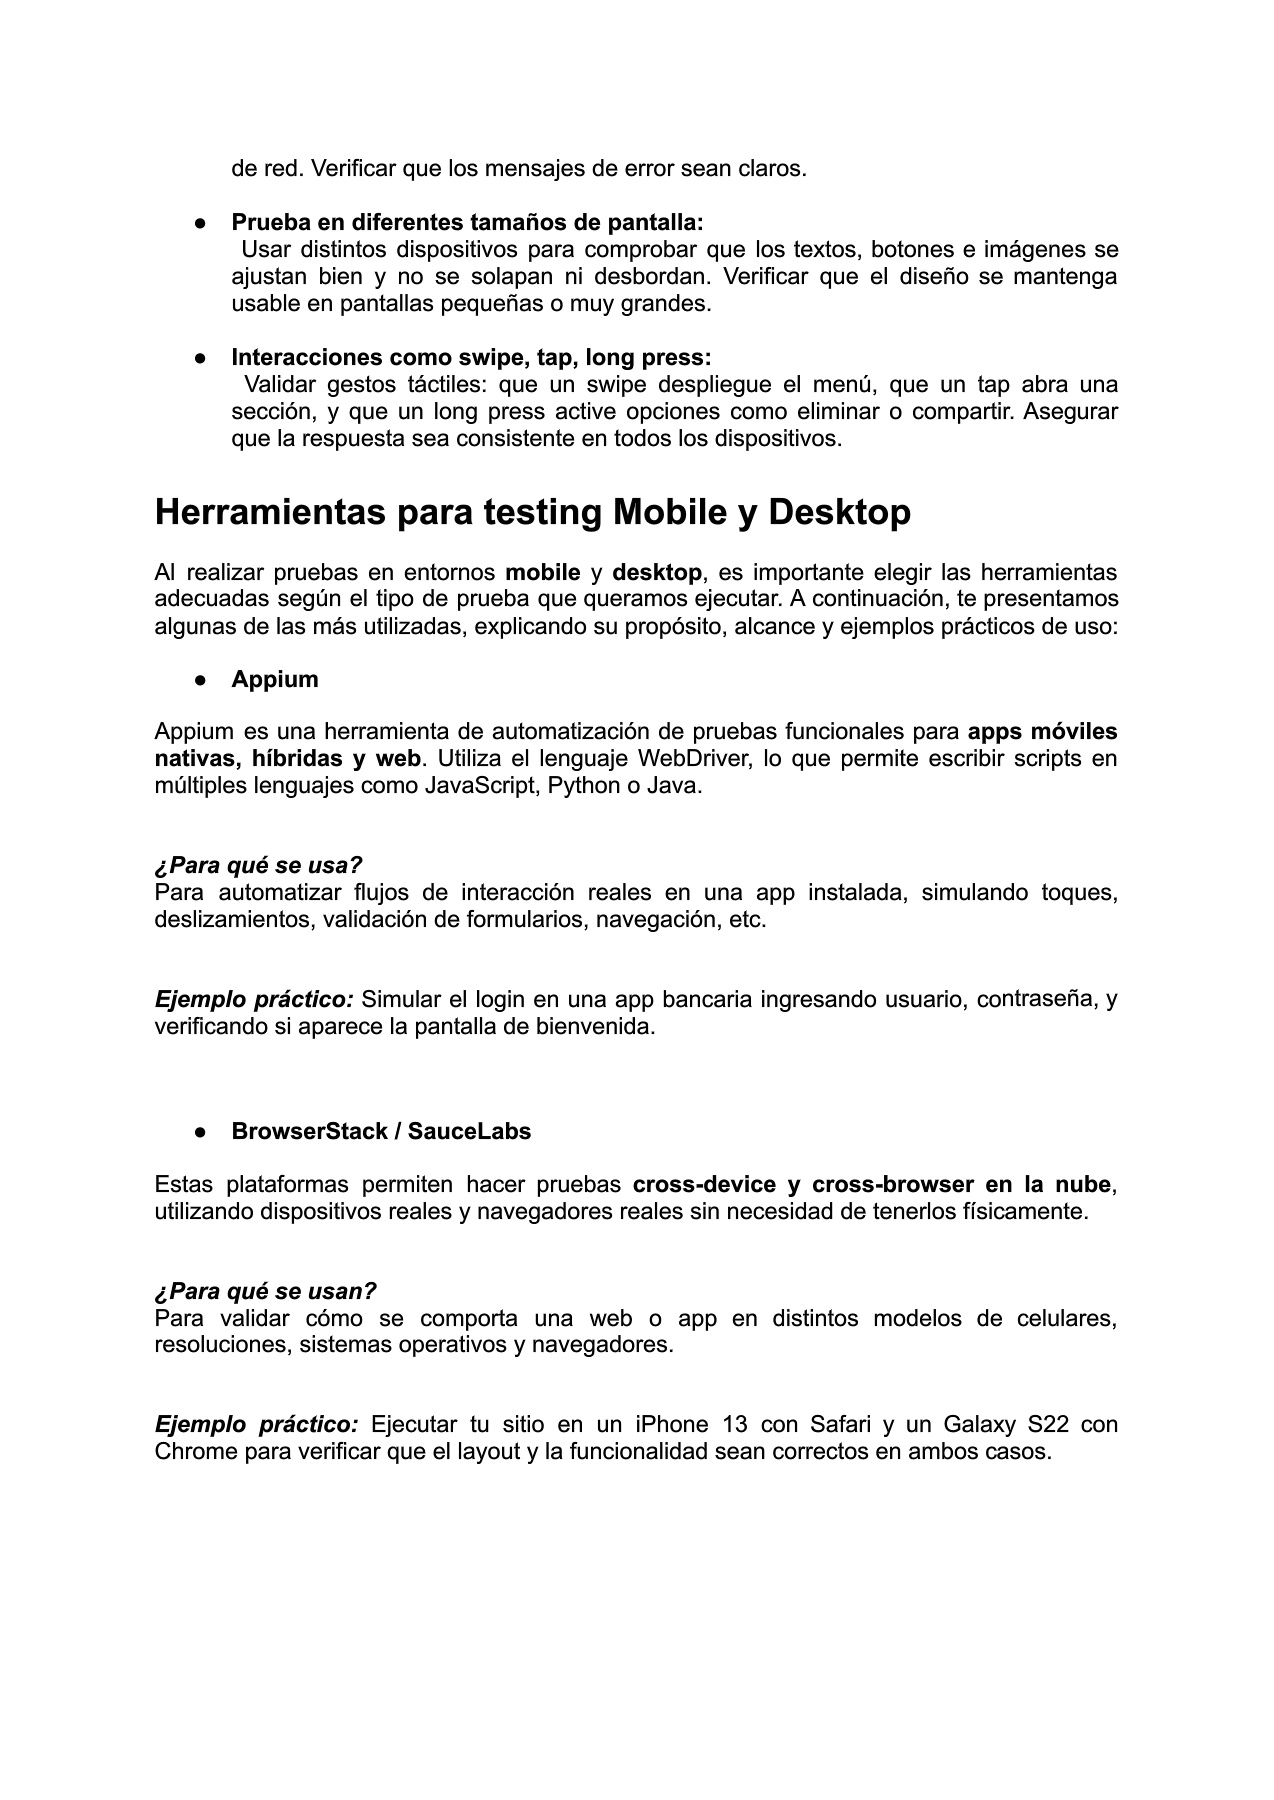 de red. Verificar que los mensajes de error sean claros.
● Prueba en diferentes tamaños de pantalla:
Usar distintos dispositivos para comprobar que los textos, botones e imágenes se
ajustan bien y no se solapan ni desbordan. Verificar que el diseño se mantenga
usable en pantallas pequeñas o muy grandes.
● Interacciones como swipe, tap, long press:
Validar gestos táctiles: que un swipe despliegue el menú, que un tap abra una
sección, y que un long press active opciones como eliminar o compartir. Asegurar
que la respuesta sea consistente en todos los dispositivos.
Herramientas para testing Mobile y Desktop
Al realizar pruebas en entornos mobile y desktop, es importante elegir las herramientas
adecuadas según el tipo de prueba que queramos ejecutar. A continuación, te presentamos
algunas de las más utilizadas, explicando su propósito, alcance y ejemplos prácticos de uso:
● Appium
Appium es una herramienta de automatización de pruebas funcionales para apps móviles
nativas, híbridas y web. Utiliza el lenguaje WebDriver, lo que permite escribir scripts en
múltiples lenguajes como JavaScript, Python o Java.
¿Para qué se usa?
Para automatizar flujos de interacción reales en una app instalada, simulando toques,
deslizamientos, validación de formularios, navegación, etc.
Ejemplo práctico: Simular el login en una app bancaria ingresando usuario, contraseña, y
verificando si aparece la pantalla de bienvenida.
● BrowserStack / SauceLabs
Estas plataformas permiten hacer pruebas cross-device y cross-browser en la nube,
utilizando dispositivos reales y navegadores reales sin necesidad de tenerlos físicamente.
¿Para qué se usan?
Para validar cómo se comporta una web o app en distintos modelos de celulares,
resoluciones, sistemas operativos y navegadores.
Ejemplo práctico: Ejecutar tu sitio en un iPhone 13 con Safari y un Galaxy S22 con
Chrome para verificar que el layout y la funcionalidad sean correctos en ambos casos.